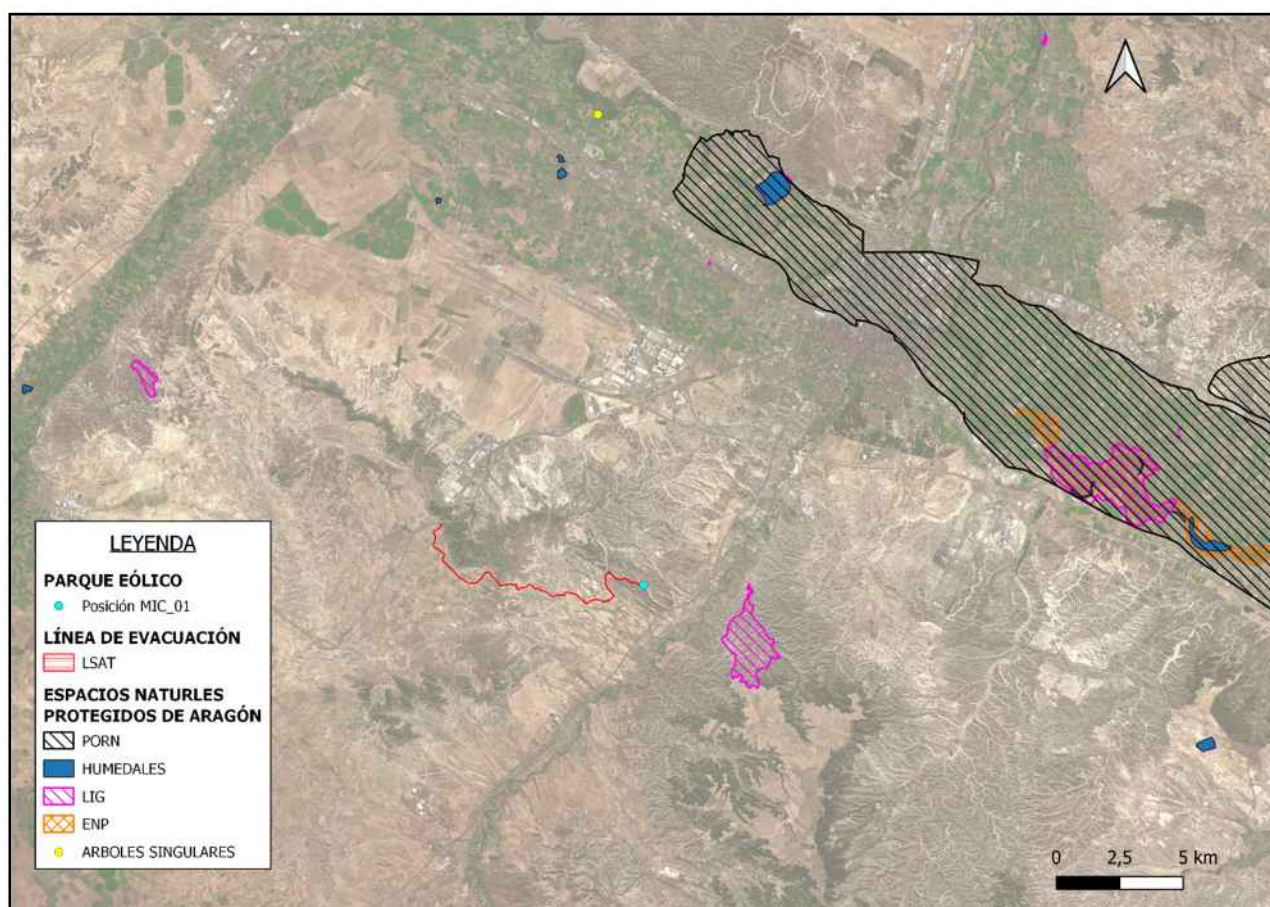 LEYENDA
PARQUE EÓLICO
Posición MIC_01
LÍNEA DE EVACUACIÓN
LSAT
ESPACIOS NATURLES
PROTEGIDOS DE ARAGÓN
PORN
HUMEDALES
LIG
ENP
ARBOLES SINGULARES
0 2,5 5 km